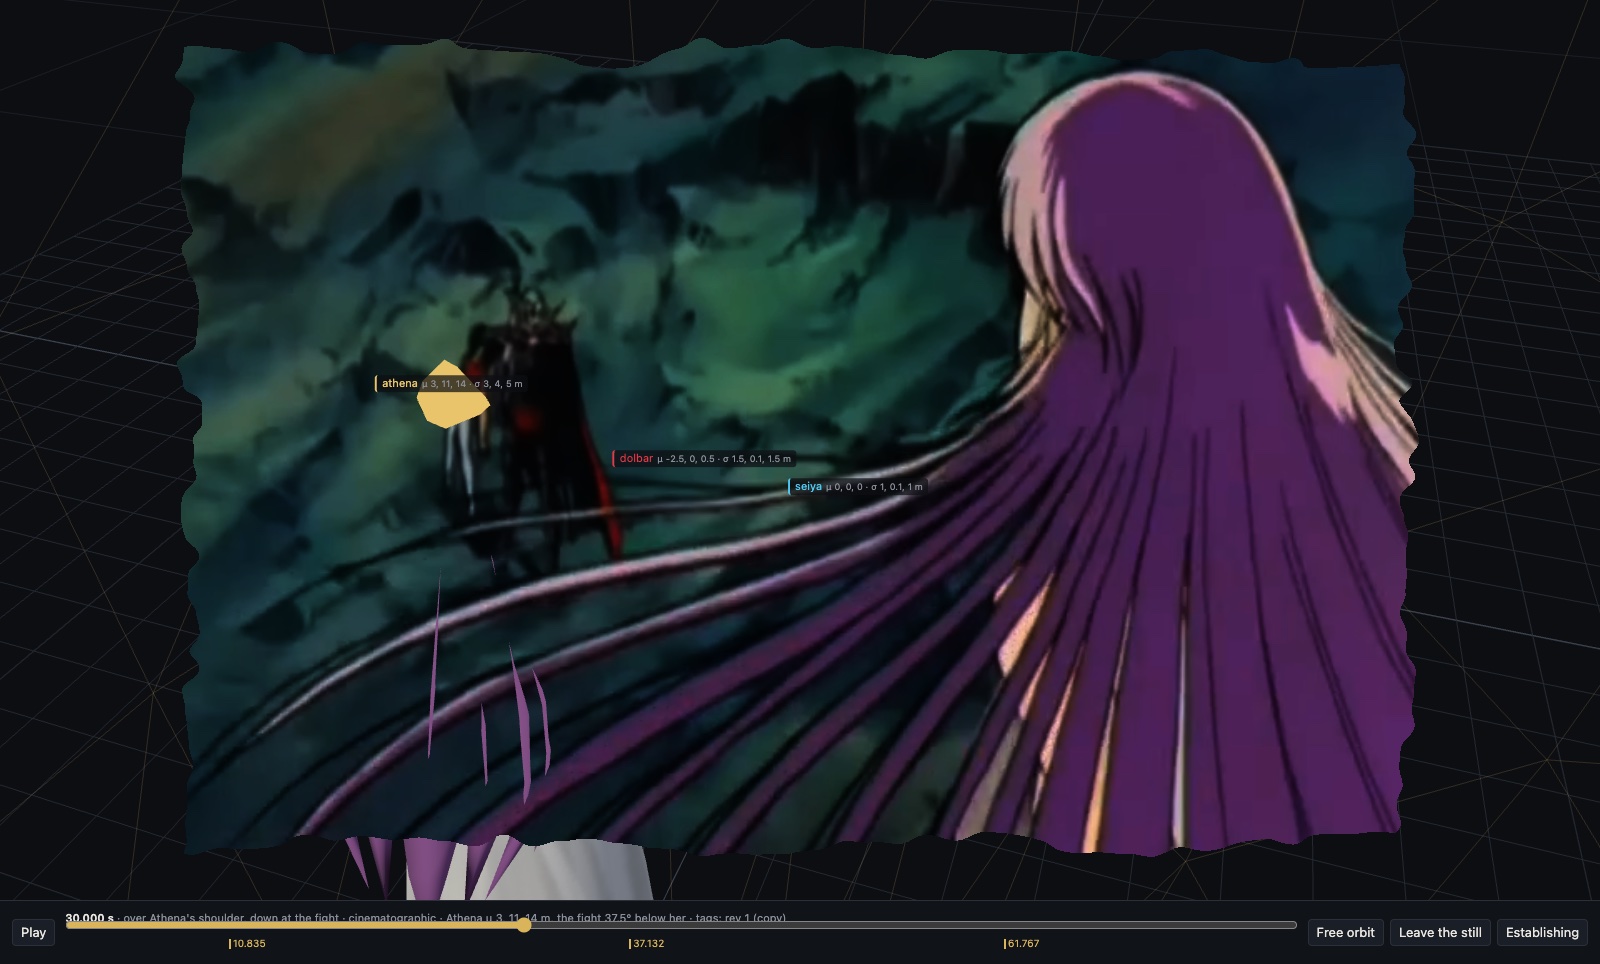 athena μ 3, 11, 14 · σ 3, 4, 5 m
dolbar μ -2.5, 0, 0.5 · σ 1.5, 0.1, 1.5 m
seiya μ 0, 0, 0 · σ 1, 0.1, 1 m
Play
30.000 s · over Athena's shoulder, down at the fight · cinematographic · Athena μ 3, 11, 14 m, the fight 37.5° below her · tags: rev 1 (copy)
10.835
37.132
61.767
Free orbit
Leave the still
Establishing